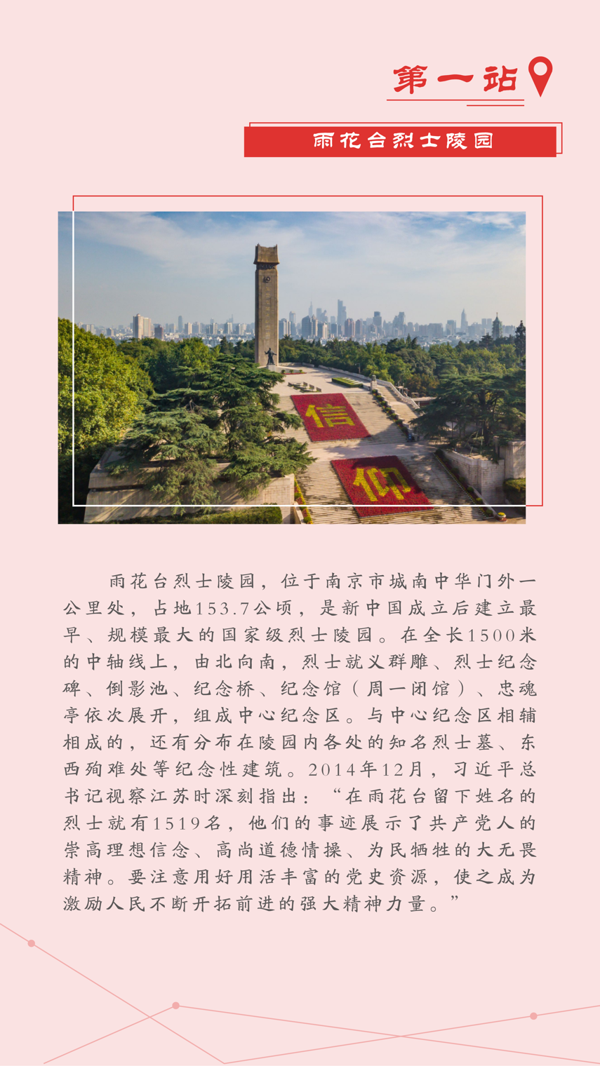 第一站
雨花台烈士陵园
信
仰
雨花台烈士陵园，位于南京市城南中华门外一
公里处，占地153.7公顷，是新中国成立后建立最
早、规模最大的国家级烈士陵园。在全长1500米
的中轴线上，由北向南，烈士就义群雕、烈士纪念
碑、倒影池、纪念桥、纪念馆（周一闭馆）、忠魂
亭依次展开，组成中心纪念区。与中心纪念区相辅
相成的，还有分布在陵园内各处的知名烈士墓、东
西殉难处等纪念性建筑。2014年12月，习近平总
书记视察江苏时深刻指出：“在雨花台留下姓名的
烈士就有1519名，他们的事迹展示了共产党人的
崇高理想信念、高尚道德情操、为民牺牲的大无畏
精神。要注意用好用活丰富的党史资源，使之成为
激励人民不断开拓前进的强大精神力量。”